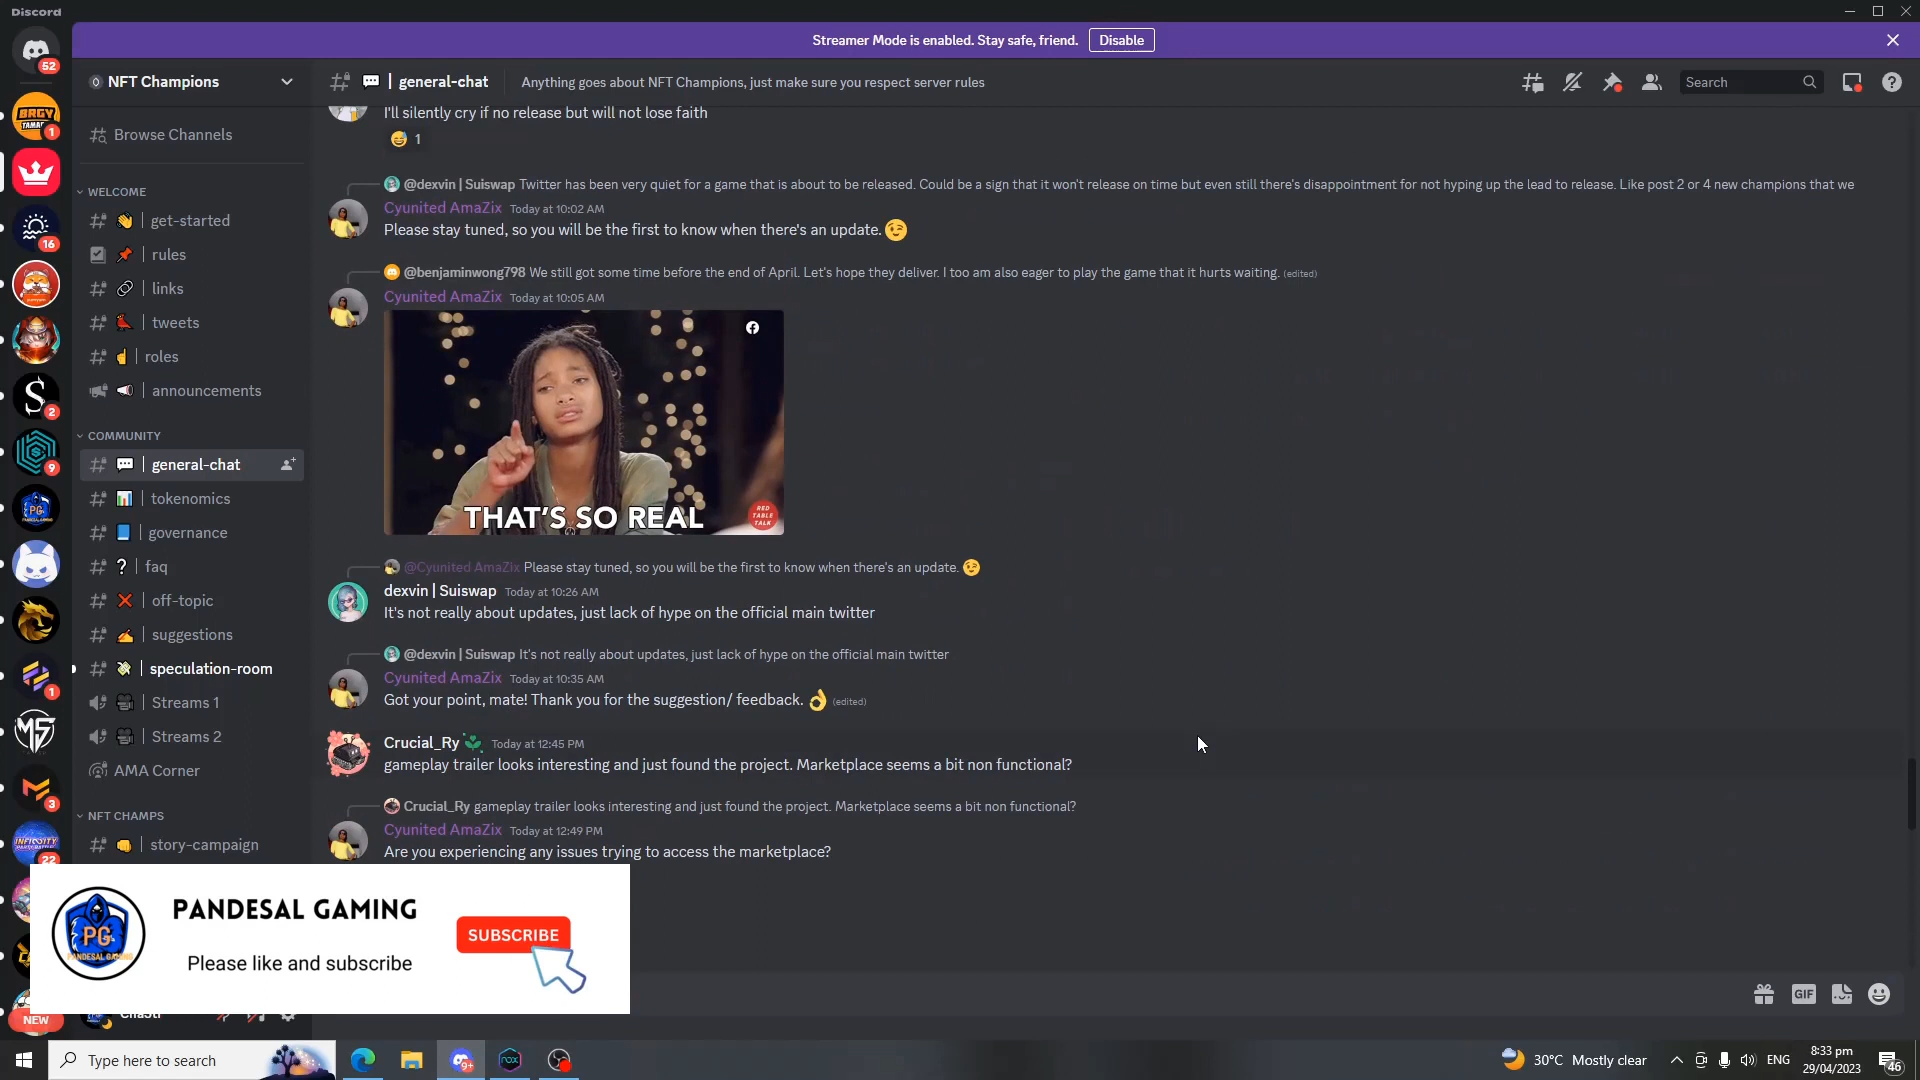 Discord
Streamer Mode is enabled. Stay safe, friend. Disable
52
NFT Champions
💬 | general-chat Anything goes about NFT Champions, just make sure you respect server rules
Search
Browse Channels
WELCOME
👋 | get-started
📌 | rules
🔗 | links
🐦 | tweets
☝ | roles
📢 | announcements
COMMUNITY
💬 | general-chat
📊 | tokenomics
📘 | governance
❓ | faq
❌ | off-topic
✍ | suggestions
💸 | speculation-room
🎥 | Streams 1
🎥 | Streams 2
AMA Corner
NFT CHAMPS
👊 | story-campaign
BRGY
1
16
2
9
PG
1
3
INFINITY
22
NEW
I'll silently cry if no release but will not lose faith
😅 1
@dexvin | Suiswap Twitter has been very quiet for a game that is about to be released. Could be a sign that it won't release on time but even still there's disappointment for not hyping up the lead to release. Like post 2 or 4 new champions that we
Cyunited AmaZix Today at 10:02 AM
Please stay tuned, so you will be the first to know when there's an update. 😉
@benjaminwong798 We still got some time before the end of April. Let's hope they deliver. I too am also eager to play the game that it hurts waiting. (edited)
Cyunited AmaZix Today at 10:05 AM
THAT'S SO REAL
RED
TABLE
TALK
@Cyunited AmaZix Please stay tuned, so you will be the first to know when there's an update. 😉
dexvin | Suiswap Today at 10:26 AM
It's not really about updates, just lack of hype on the official main twitter
@dexvin | Suiswap It's not really about updates, just lack of hype on the official main twitter
Cyunited AmaZix Today at 10:35 AM
Got your point, mate! Thank you for the suggestion/ feedback. 👌 (edited)
Crucial_Ry Today at 12:45 PM
gameplay trailer looks interesting and just found the project. Marketplace seems a bit non functional?
Crucial_Ry gameplay trailer looks interesting and just found the project. Marketplace seems a bit non functional?
Cyunited AmaZix Today at 12:49 PM
Are you experiencing any issues trying to access the marketplace?
PANDESAL GAMING
Please like and subscribe
SUBSCRIBE
PG
PANDESAL GAMING
GIF
Type here to search
9+
30°C Mostly clear
ENG
8:33 pm
29/04/2023
46